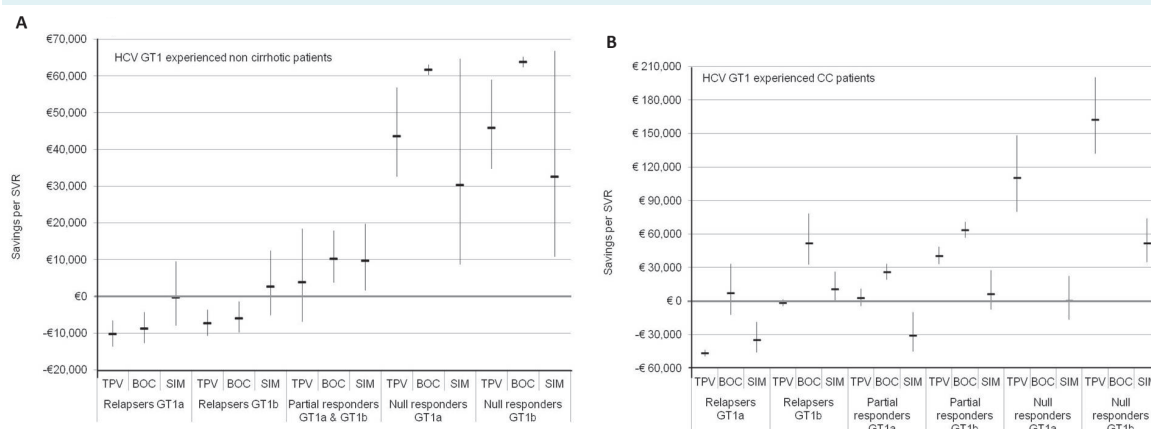 A
€70,000
HCV GT1 experienced non cirrhotic patients
€60,000
€50,000
€40,000
€30,000
€20,000
€10,000
€0
-€10,000
-€20,000
Savings per SVR
TPV BOC SIM TPV BOC SIM TPV BOC SIM TPV BOC SIM TPV BOC SIM
Relapsers GT1a Relapsers GT1b Partial responders Null responders Null responders
GT1a & GT1b GT1a GT1b
B
€ 210,000
HCV GT1 experienced CC patients
€ 180,000
€ 150,000
€ 120,000
€ 90,000
€ 60,000
€ 30,000
€ 0
-€ 30,000
-€ 60,000
Savings per SVR
TPV BOC SIM TPV BOC SIM TPV BOC SIM TPV BOC SIM TPV BOC SIM TPV BOC SIM
Relapsers Relapsers Partial Partial Null Null
GT1a GT1b responders responders responders responders
GT1a GT1b GT1a GT1b